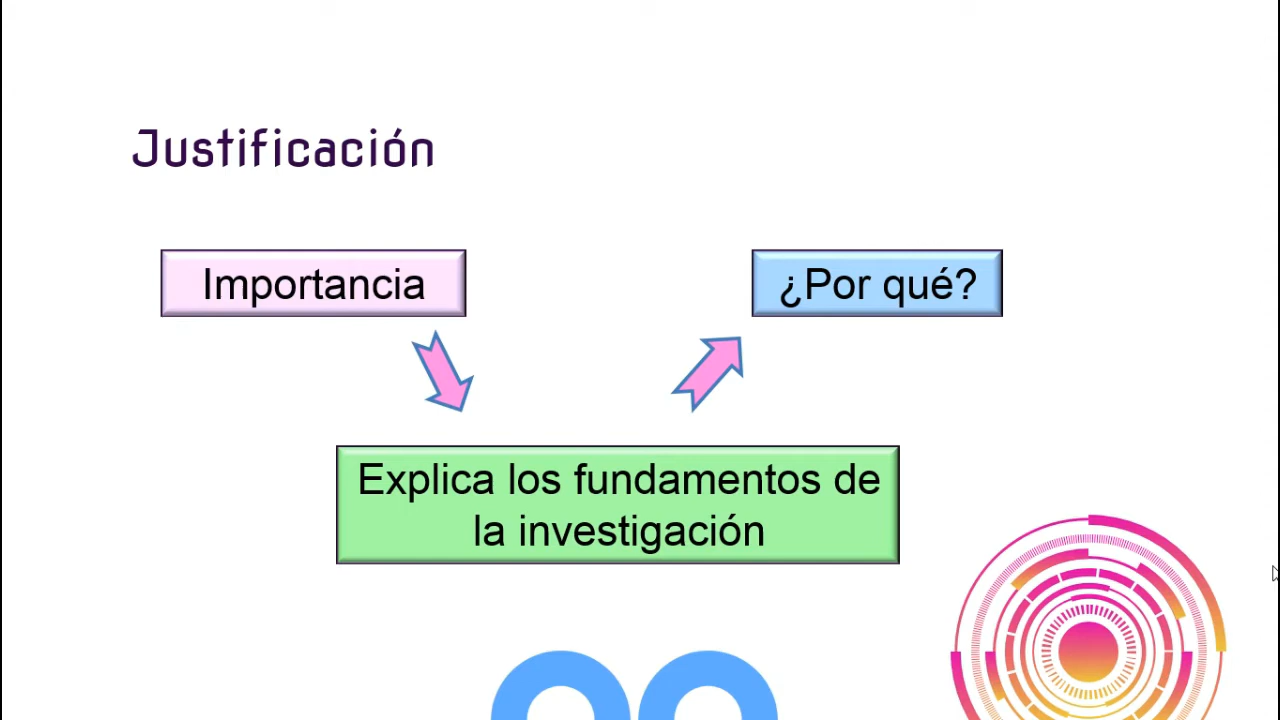 Justificación
Importancia
¿Por qué?
Explica los fundamentos de
la investigación